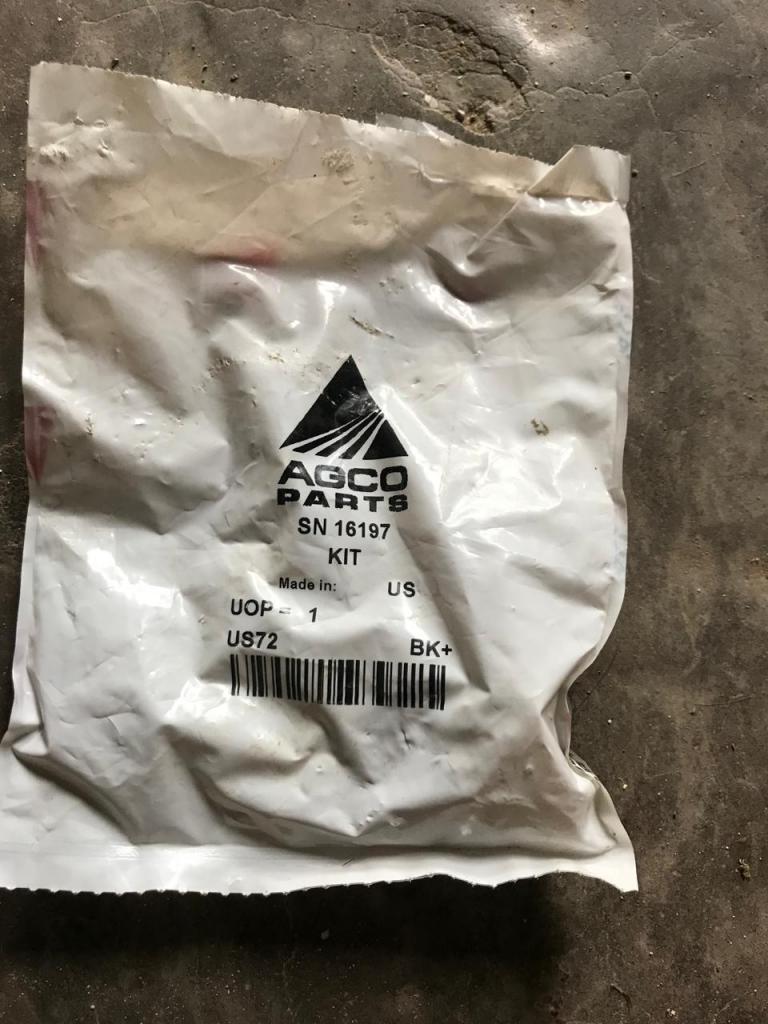 AGCO
PARTS
SN 16197
KIT
Made in: US
UOP = 1
US72 BK+